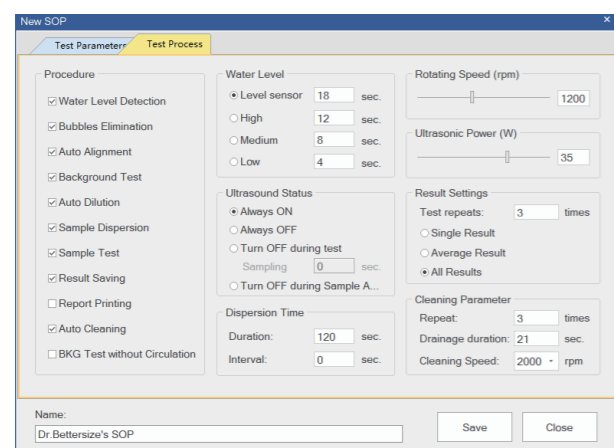 New SOP
×
Test Parameters
Test Process
Procedure
Water Level Detection
Bubbles Elimination
Auto Alignment
Background Test
Auto Dilution
Sample Dispersion
Sample Test
Result Saving
Report Printing
Auto Cleaning
BKG Test without Circulation
Water Level
Level sensor 18 sec.
High 12 sec.
Medium 8 sec.
Low 4 sec.
Ultrasound Status
Always ON
Always OFF
Turn OFF during test
Sampling 0 sec.
Turn OFF during Sample A...
Dispersion Time
Duration: 120 sec.
Interval: 0 sec.
Rotating Speed (rpm)
1200
Ultrasonic Power (W)
35
Result Settings
Test repeats: 3 times
Single Result
Average Result
All Results
Cleaning Parameter
Repeat: 3 times
Drainage duration: 21 sec.
Cleaning Speed: 2000 rpm
Name:
Dr.Bettersize's SOP
Save
Close